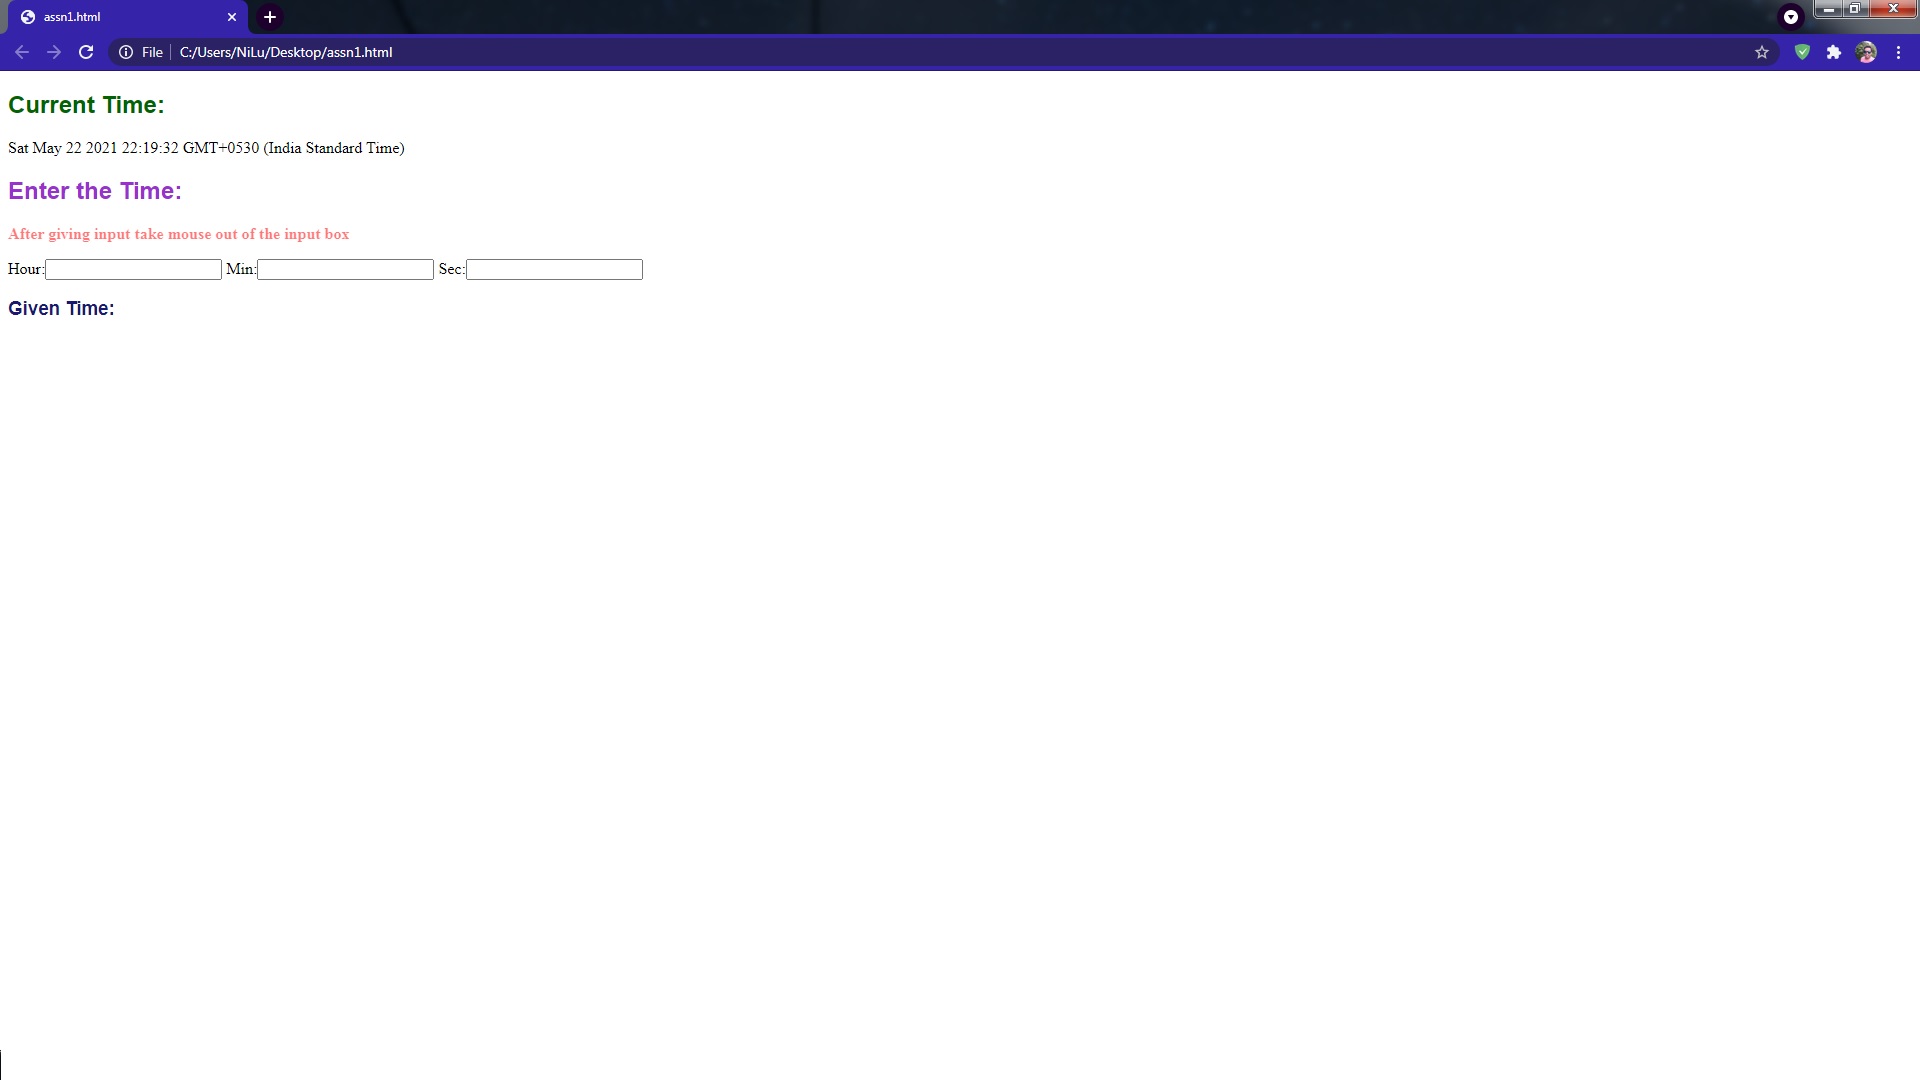 assn1.html
File C:/Users/NiLu/Desktop/assn1.html
Current Time:
Sat May 22 2021 22:19:32 GMT+0530 (India Standard Time)
Enter the Time:
After giving input take mouse out of the input box
Hour: Min: Sec:
Given Time: